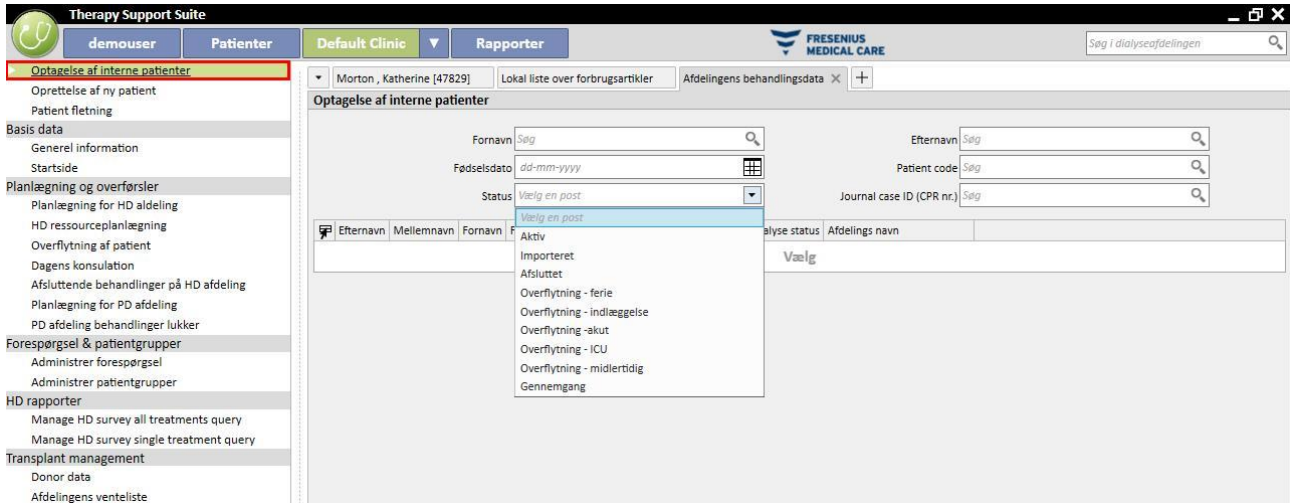 Therapy Support Suite
demouser Patienter Default Clinic Rapporter FRESENIUS MEDICAL CARE Søg i dialyseafdelingen
Optagelse af interne patienter
Oprettelse af ny patient
Patient fletning
Basis data
Generel information
Startside
Planlægning og overførsler
Planlægning for HD aldeling
HD ressourceplanlægning
Overflytning af patient
Dagens konsulation
Afsluttende behandlinger på HD afdeling
Planlægning for PD afdeling
PD afdeling behandlinger lukker
Forespørgsel & patientgrupper
Administrer forespørgsel
Administrer patientgrupper
HD rapporter
Manage HD survey all treatments query
Manage HD survey single treatment query
Transplant management
Donor data
Afdelingens venteliste
Morton , Katherine [47829] Lokal liste over forbrugsartikler Afdelingens behandlingsdata
Optagelse af interne patienter
Fornavn Søg Efternavn Søg
Fødselsdato dd-mm-yyyy Patient code Søg
Status Vælg en post Journal case ID (CPR nr.) Søg
Efternavn Mellemnavn Fornavn F alyse status Afdelings navn
Vælg
Vælg en post
Aktiv
Importeret
Afsluttet
Overflytning - ferie
Overflytning - indlæggelse
Overflytning -akut
Overflytning - ICU
Overflytning - midlertidig
Gennemgang